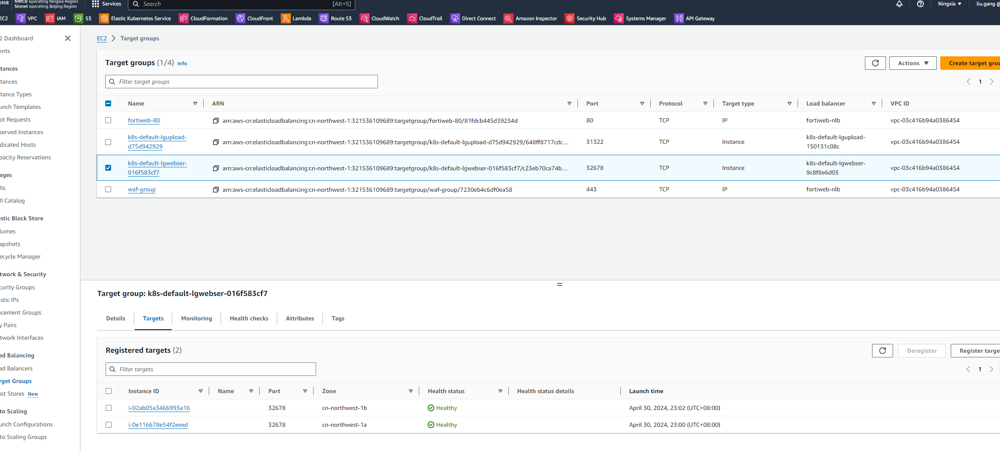 云科技
NWCD operating Ningxia Region
Sinnet operating Beijing Region
Services
Search
[Alt+S]
Ningxia
liu.gang @
EC2
VPC
IAM
S3
Elastic Kubernetes Service
CloudFormation
CloudFront
Lambda
Route 53
CloudWatch
CloudTrail
Direct Connect
Amazon Inspector
Security Hub
Systems Manager
API Gateway
2 Dashboard
ents
tances
tances
tance Types
unch Templates
ot Requests
served Instances
dicated Hosts
pacity Reservations
ages
MIs
MI Catalog
astic Block Store
lumes
apshots
ecycle Manager
twork & Security
curity Groups
stic IPs
cement Groups
y Pairs
twork Interfaces
ad Balancing
ad Balancers
rget Groups
ust Stores New
to Scaling
unch Configurations
to Scaling Groups
EC2 > Target groups
Target groups (1/4) Info
Actions
Create target grou
Filter target groups
1
Name ARN Port Protocol Target type Load balancer VPC ID
fortiweb-80 arn:aws-cn:elasticloadbalancing:cn-northwest-1:321536109689:targetgroup/fortiweb-80/81fdcb445d39234d 80 TCP IP fortiweb-nlb vpc-03c416b94a0386454
k8s-default-lgupload-d75d942929 arn:aws-cn:elasticloadbalancing:cn-northwest-1:321536109689:targetgroup/k8s-default-lgupload-d75d942929/648ff8717cdc... 31322 TCP Instance k8s-default-lgupload-150131c08c vpc-03c416b94a0386454
k8s-default-lgwebser-016f583cf7 arn:aws-cn:elasticloadbalancing:cn-northwest-1:321536109689:targetgroup/k8s-default-lgwebser-016f583cf7/c23eb70ca74b... 32678 TCP Instance k8s-default-lgwebser-9c8f8e6d03 vpc-03c416b94a0386454
waf-group arn:aws-cn:elasticloadbalancing:cn-northwest-1:321536109689:targetgroup/waf-group/7230eb4c6df0ea58 443 TCP IP fortiweb-nlb vpc-03c416b94a0386454
Target group: k8s-default-lgwebser-016f583cf7
Details Targets Monitoring Health checks Attributes Tags
Registered targets (2)
Deregister
Register targe
Filter targets
1
Instance ID Name Port Zone Health status Health status details Launch time
i-02ab05a3466993a16 32678 cn-northwest-1b Healthy April 30, 2024, 23:02 (UTC+08:00)
i-0e116678e54f2eeed 32678 cn-northwest-1a Healthy April 30, 2024, 23:00 (UTC+08:00)